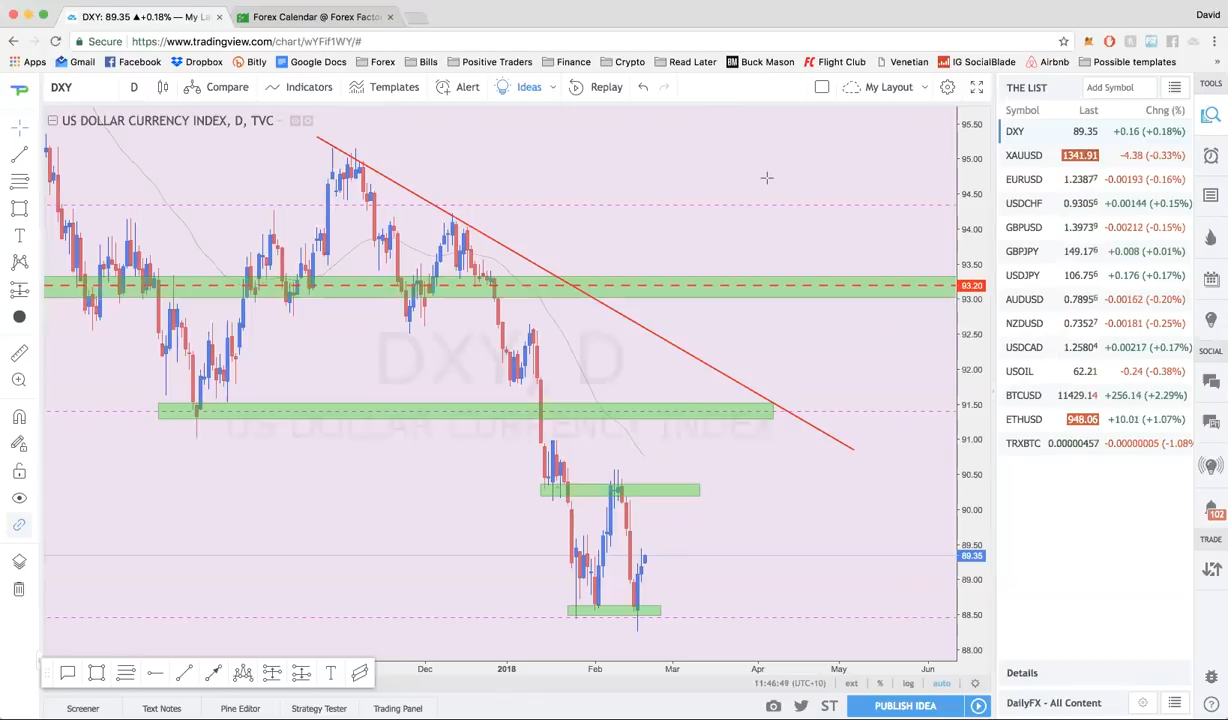 DXY: 89.35 ▲+0.18% — My La
Forex Calendar @ Forex Facto
David
Secure
https://www.tradingview.com/chart/wYFif1WY/#
Apps
Gmail
Facebook
Dropbox
Bitly
Google Docs
Forex
Bills
Positive Traders
Finance
Crypto
Read Later
BM Buck Mason
FC Flight Club
Venetian
IG SocialBlade
Airbnb
Possible templates
DXY
D
Compare
Indicators
Templates
Alert
Ideas
Replay
My Layout
US DOLLAR CURRENCY INDEX, D, TVC
DXY, D
US DOLLAR CURRENCY INDEX
95.50
95.00
94.50
94.00
93.50
93.20
93.00
92.50
92.00
91.50
91.00
90.50
90.00
89.50
89.35
89.00
88.50
88.00
Dec
2018
Feb
Mar
Apr
May
Jun
11:46:49 (UTC+10)
ext
%
log
auto
Screener
Text Notes
Pine Editor
Strategy Tester
Trading Panel
ST
PUBLISH IDEA
THE LIST
Add Symbol
Symbol Last Chng (%)
DXY 89.35 +0.16 (+0.18%)
XAUUSD 1341.91 -4.38 (-0.33%)
EURUSD 1.23877 -0.00193 (-0.16%)
USDCHF 0.93056 +0.00144 (+0.15%)
GBPUSD 1.39739 -0.00212 (-0.15%)
GBPJPY 149.176 +0.008 (+0.01%)
USDJPY 106.756 +0.176 (+0.17%)
AUDUSD 0.78956 -0.00162 (-0.20%)
NZDUSD 0.73527 -0.00181 (-0.25%)
USDCAD 1.25804 +0.00217 (+0.17%)
USOIL 62.21 -0.24 (-0.38%)
BTCUSD 11429.14 +256.14 (+2.29%)
ETHUSD 948.06 +10.01 (+1.07%)
TRXBTC 0.00000457 -0.00000005 (-1.08%
Details
DailyFX - All Content
TOOLS
SOCIAL
102
TRADE